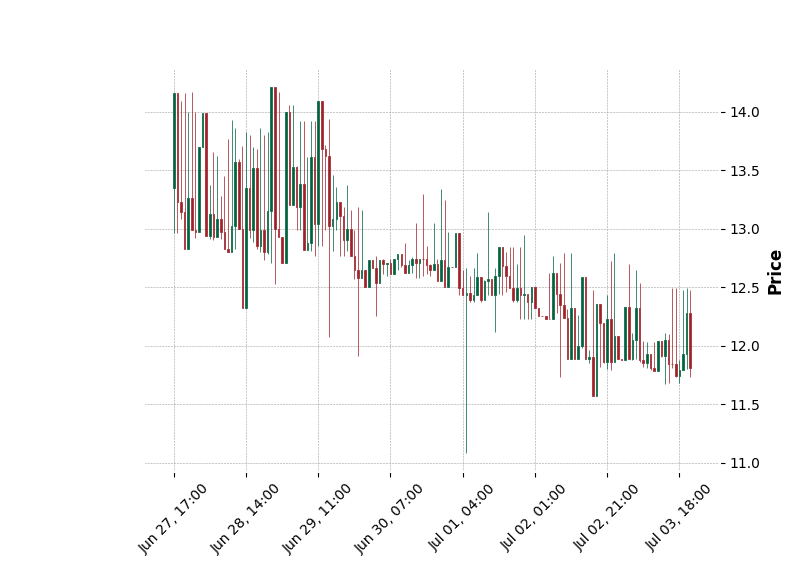 14.0
13.5
13.0
12.5
12.0
11.5
11.0
Price
Jun 27, 17:00
Jun 28, 14:00
Jun 29, 11:00
Jun 30, 07:00
Jul 01, 04:00
Jul 02, 01:00
Jul 02, 21:00
Jul 03, 18:00